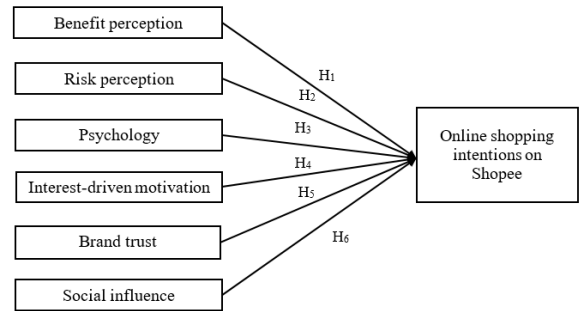 Benefit perception
H1
Risk perception
H2
Psychology
H3
Interest-driven motivation
H4
Brand trust
H5
Social influence
H6
Online shopping
intentions on
Shopee